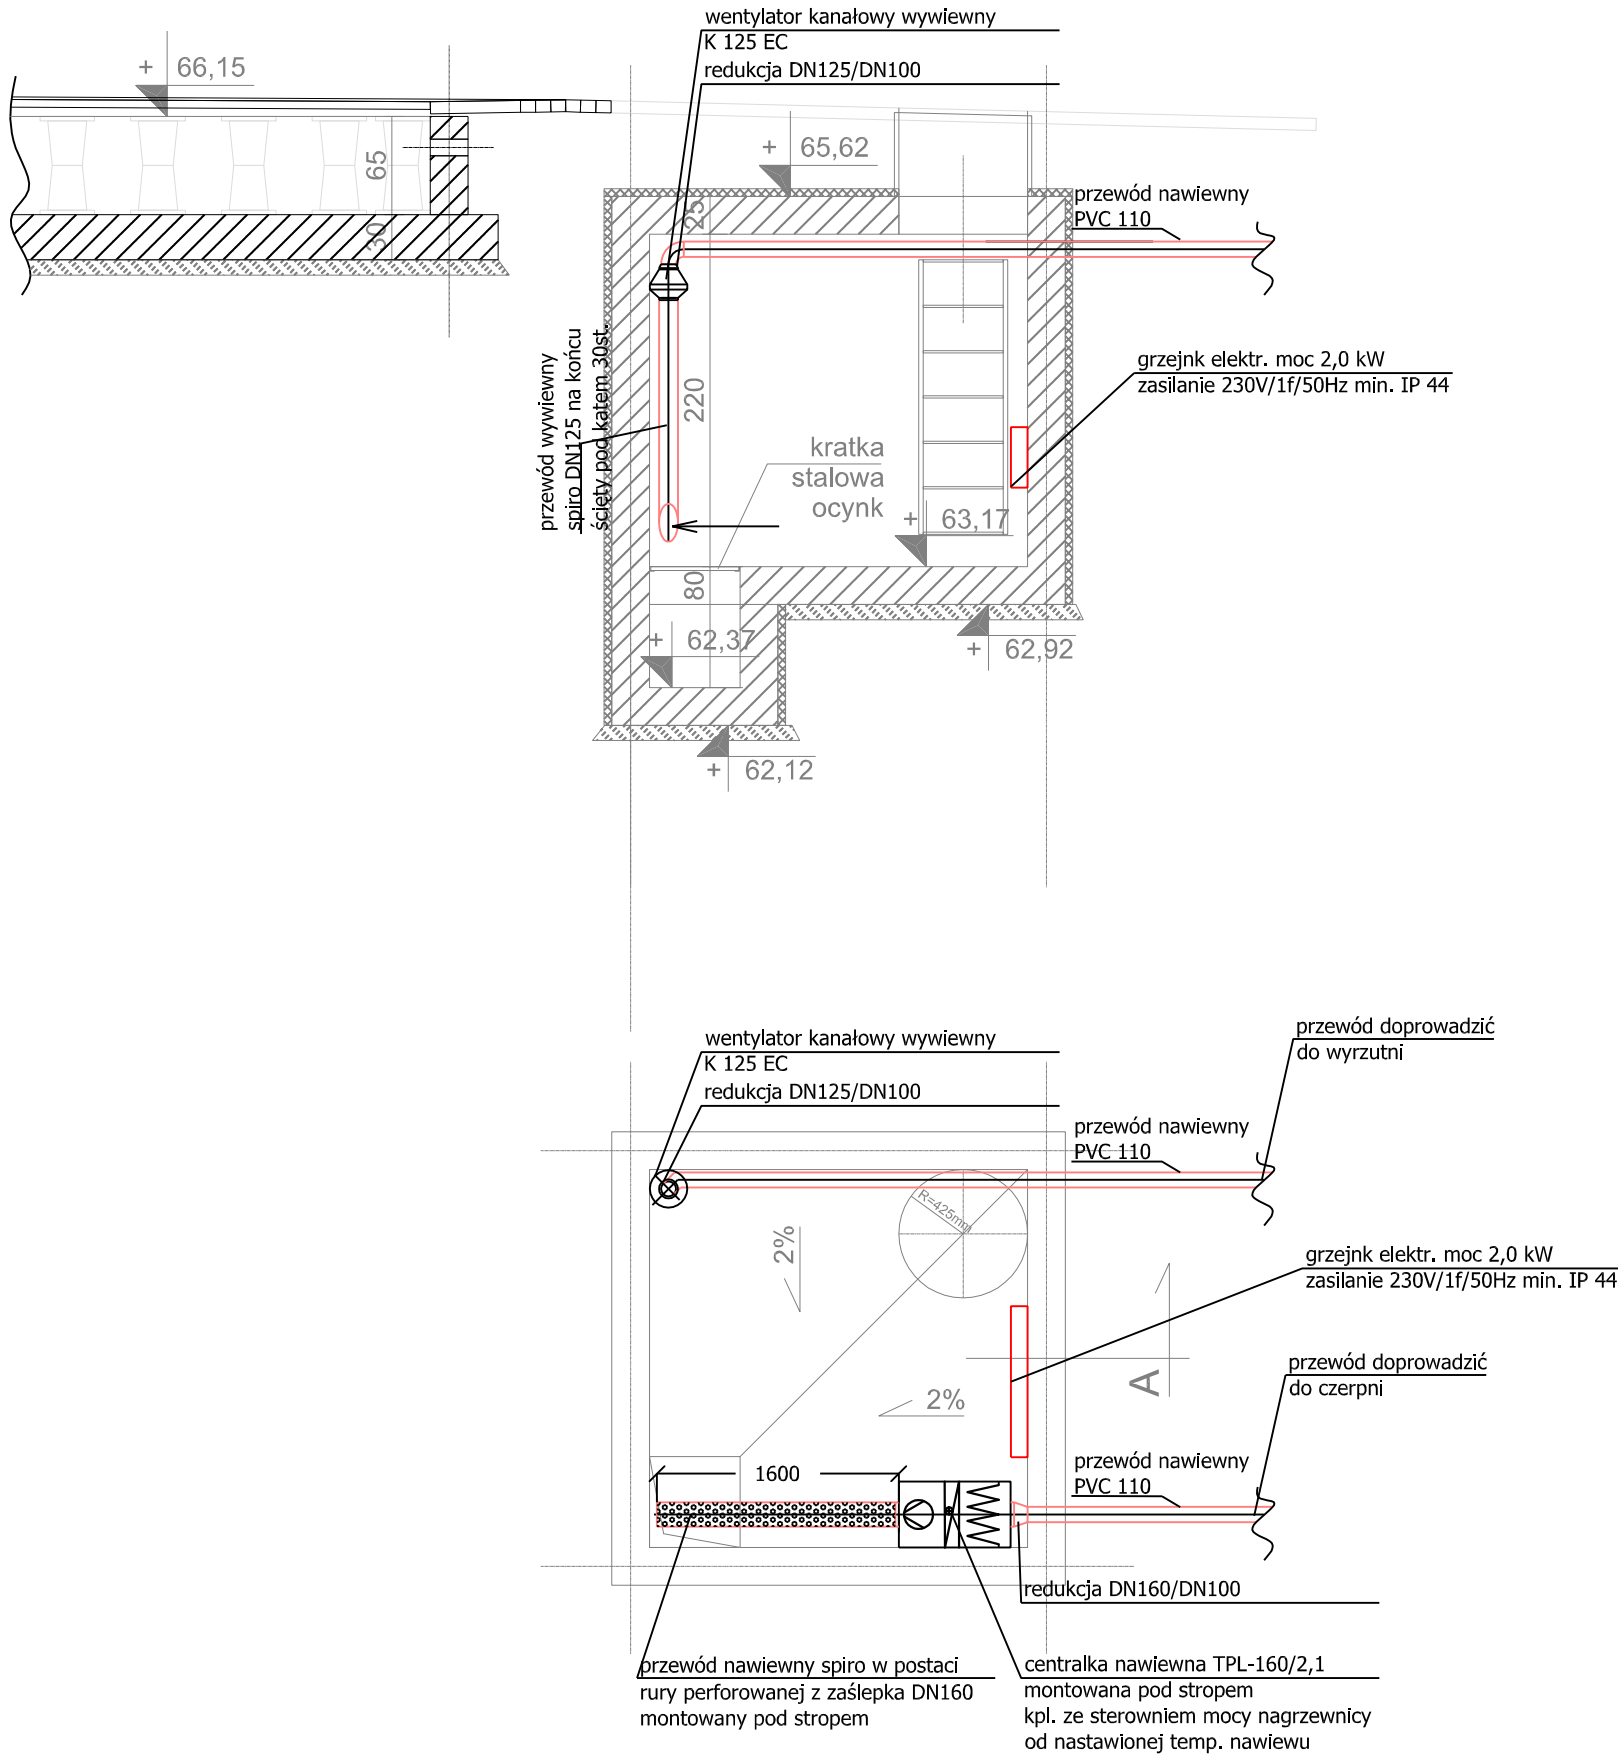 wentylator kanałowy wywiewny
K 125 EC
redukcja DN125/DN100
+ 66,15
+ 65,62
65
30
25
przewód nawiewny
PVC 110
przewód wywiewny
spiro DN125 na końcu
ścięty pod katem 30st.
220
grzejnk elektr. moc 2,0 kW
zasilanie 230V/1f/50Hz min. IP 44
kratka
stalowa
ocynk
+ 63,17
80
+ 62,37
+ 62,92
+ 62,12
wentylator kanałowy wywiewny
K 125 EC
redukcja DN125/DN100
przewód doprowadzić
do wyrzutni
przewód nawiewny
PVC 110
R=425mm
2%
grzejnk elektr. moc 2,0 kW
zasilanie 230V/1f/50Hz min. IP 44
A
2%
przewód doprowadzić
do czerpni
1600
przewód nawiewny
PVC 110
redukcja DN160/DN100
przewód nawiewny spiro w postaci
rury perforowanej z zaślepka DN160
montowany pod stropem
centralka nawiewna TPL-160/2,1
montowana pod stropem
kpl. ze sterowniem mocy nagrzewnicy
od nastawionej temp. nawiewu